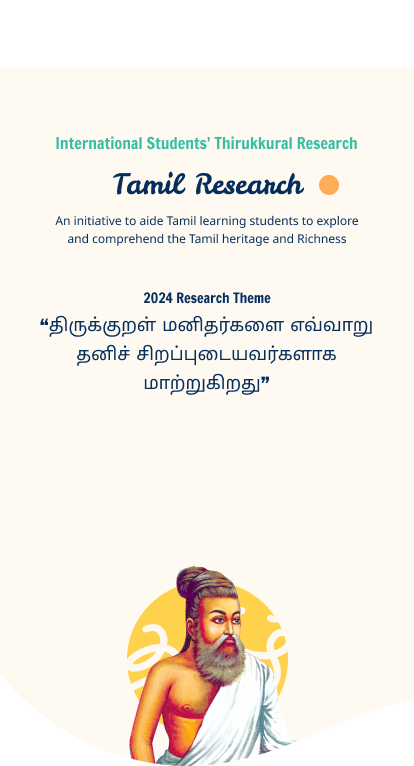 International Students' Thirukkural Research
Tamil Research
An initiative to aide Tamil learning students to explore
and comprehend the Tamil heritage and Richness
2024 Research Theme
“திருக்குறள் மனிதர்களை எவ்வாறு
தனிச் சிறப்புடையவர்களாக
மாற்றுகிறது”